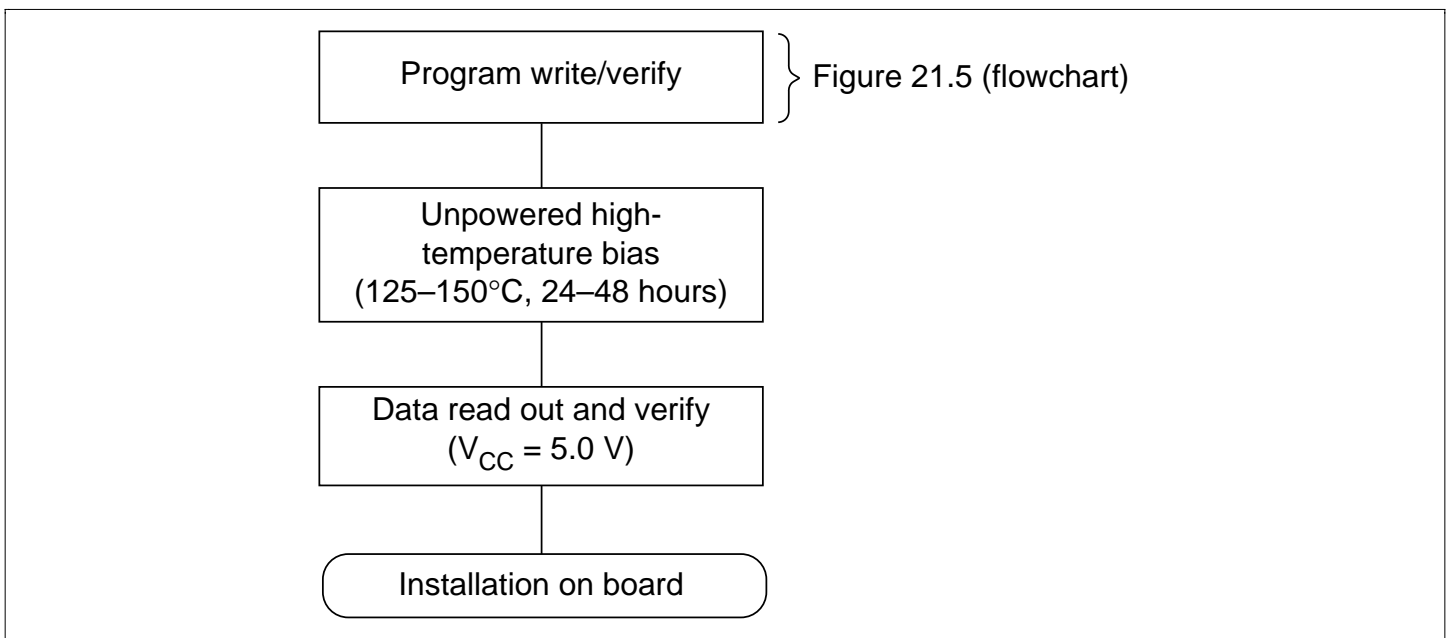 Program write/verify
Figure 21.5 (flowchart)
Unpowered high-
temperature bias
(125–150°C, 24–48 hours)
Data read out and verify
(VCC = 5.0 V)
Installation on board